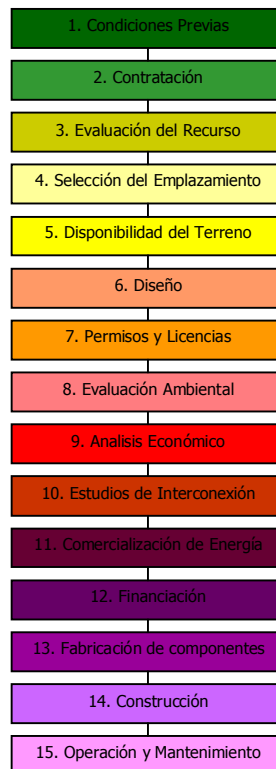 1. Condiciones Previas
2. Contratación
3. Evaluación del Recurso
4. Selección del Emplazamiento
5. Disponibilidad del Terreno
6. Diseño
7. Permisos y Licencias
8. Evaluación Ambiental
9. Analisis Económico
10. Estudios de Interconexión
11. Comercialización de Energía
12. Financiación
13. Fabricación de componentes
14. Construcción
15. Operación y Mantenimiento